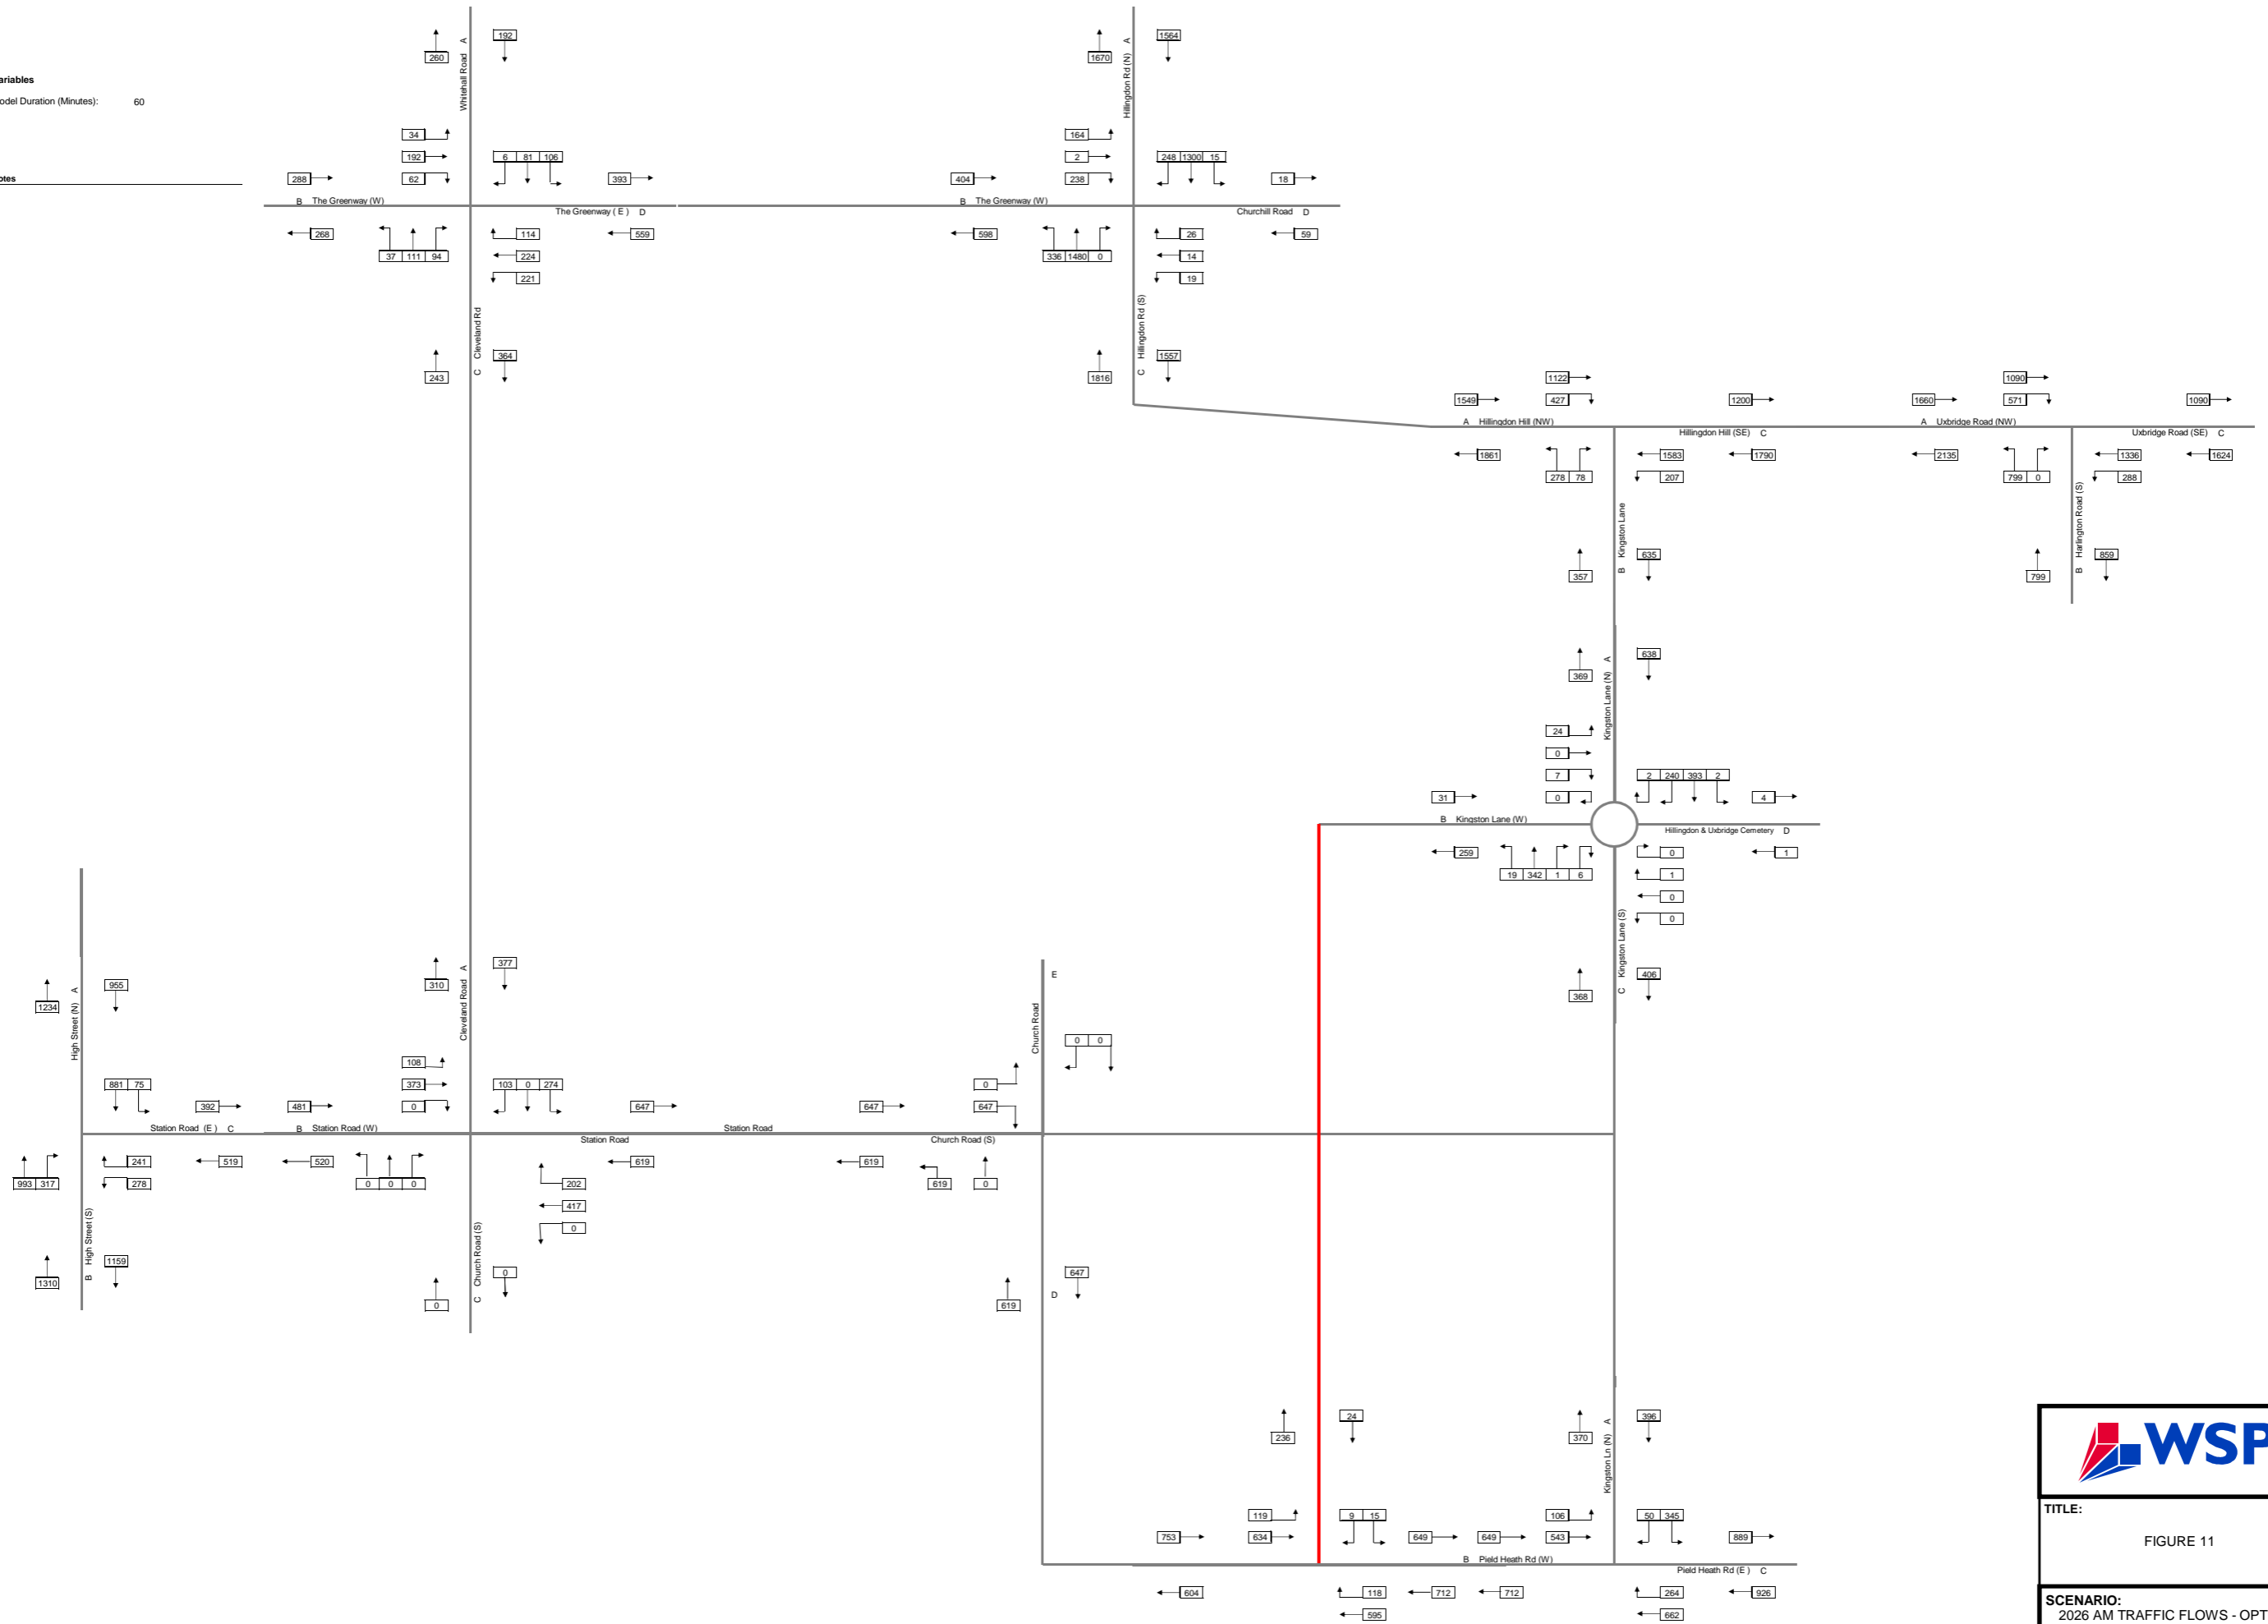 192
1564
260
1670
Whitehall Road A
Hillingdon Rd (N) A
ariables
odel Duration (Minutes): 60
34
164
192
6 81 106
2
248 1300 15
otes
288
62
393
404
238
18
B The Greenway (W)
The Greenway ( E ) D
B The Greenway (W)
Churchill Road D
268
37 111 94
114
559
598
336 1480 0
26
59
224
14
221
19
C Cleveland Rd
C Hillingdon Rd (S)
243
364
1816
1557
1122
1090
1549
427
1200
1660
571
1090
A Hillingdon Hill (NW)
Hillingdon Hill (SE) C
A Uxbridge Road (NW)
Uxbridge Road (SE) C
1861
278 78
1583
1790
2135
799 0
1336
1624
207
288
B Kingston Lane
B Harlington Road (S)
357
635
799
859
369
638
Kingston Lane (N) A
24
0
7
2 240 393 2
31
0
4
B Kingston Lane (W)
Hillingdon & Uxbridge Cemetery D
259
19 342 1 6
0
1
1
0
0
C Kingston Lane (S)
368
406
955
310
377
E
1234
High Street (N) A
Cleveland Road A
Church Road
0 0
108
881 75
373
103 0 274
0
392
481
0
647
647
647
Station Road (E ) C
B Station Road (W)
Station Road
Station Road
Church Road (S)
993 317
241
519
520
0 0 0
202
619
619
619
0
278
417
0
B High Street (S)
C Church Road (S)
1310
1159
0
0
619
D
647
236
24
370
396
Kingston Ln (N) A
119
9 15
106
50 345
753
634
649
649
543
889
B Pield Heath Rd (W)
Pield Heath Rd (E ) C
604
118
712
712
264
926
595
662
WSP
TITLE:
FIGURE 11
SCENARIO:
2026 AM TRAFFIC FLOWS - OPT